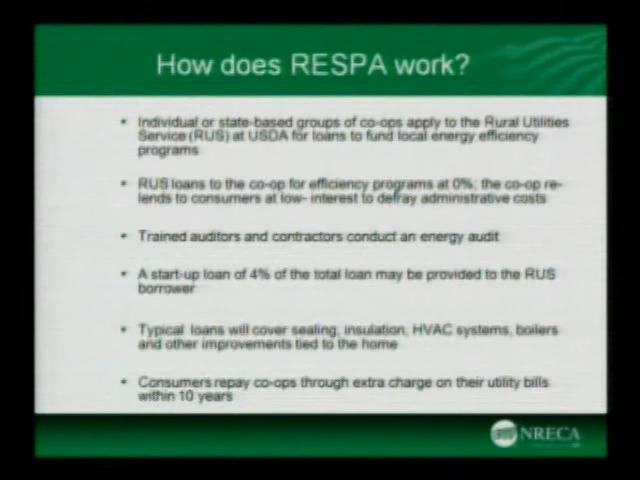 How does RESPA work?
• Individual or state-based groups of co-ops apply to the Rural Utilities
Service (RUS) at USDA for loans to fund local energy efficiency
programs
• RUS loans to the co-op for efficiency programs at 0%; the co-op re-
lends to consumers at low- interest to defray administrative costs
• Trained auditors and contractors conduct an energy audit
• A start-up loan of 4% of the total loan may be provided to the RUS
borrower
• Typical loans will cover sealing, insulation, HVAC systems, boilers
and other improvements tied to the home
• Consumers repay co-ops through extra charge on their utility bills
within 10 years
NRECA